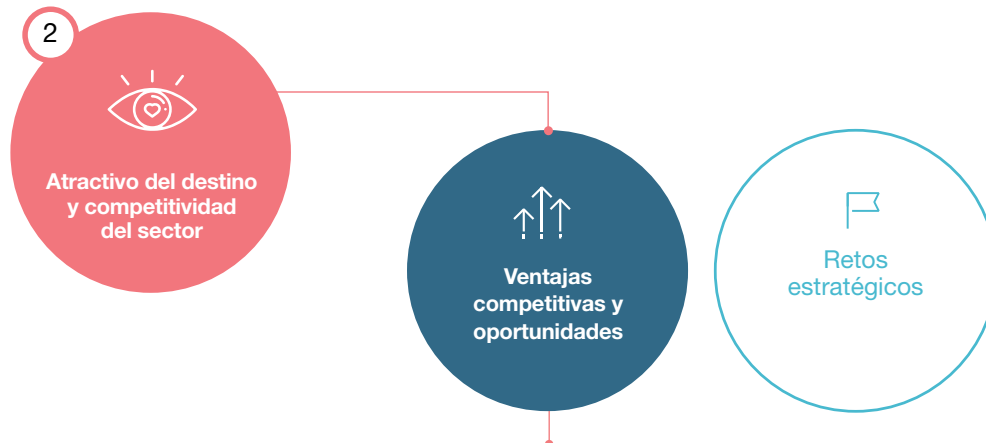 2
Atractivo del destino
y competitividad
del sector
Ventajas
competitivas y
oportunidades
Retos
estratégicos